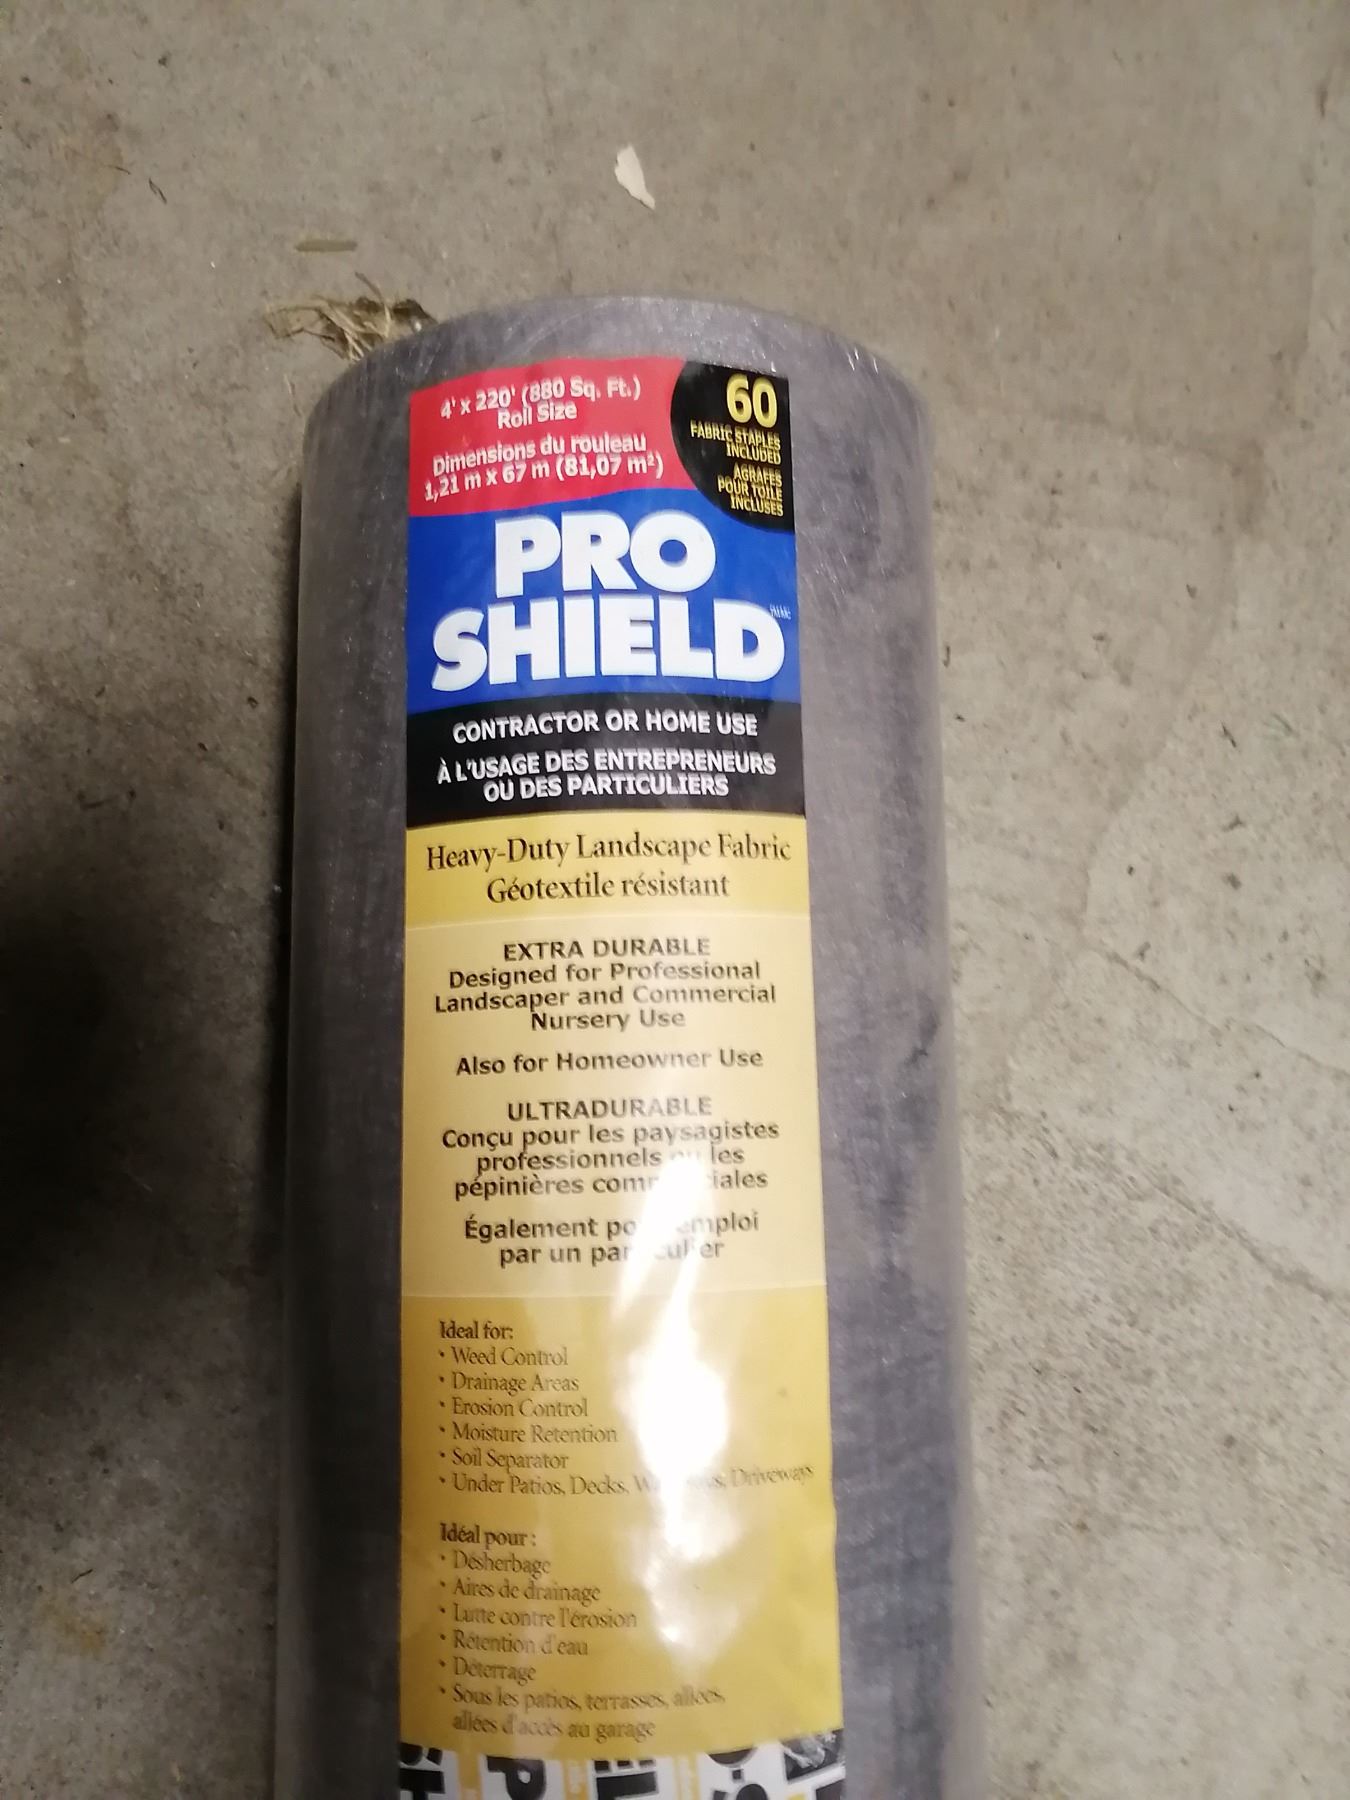 4' x 220' (880 Sq. Ft.)
Roll Size
Dimensions du rouleau
1,21 m x 67 m (81,07 m²)
60
FABRIC STAPLES
INCLUDED
AGRAFES
POUR TOILE
INCLUSES
PRO
SHIELD
CONTRACTOR OR HOME USE
À L'USAGE DES ENTREPRENEURS
OU DES PARTICULIERS
Heavy-Duty Landscape Fabric
Géotextile résistant
EXTRA DURABLE
Designed for Professional
Landscaper and Commercial
Nursery Use
Also for Homeowner Use
ULTRADURABLE
Conçu pour les paysagistes
professionnels les
pépinières
Également
par un
Ideal for:
• Weed Control
• Drainage Areas
• Erosion Control
• Moisture Retention
• Soil Separator
• Under Patios, Decks, Driveways
Idéal pour :
• Désherbage
• Aires de drainage
• Lutte contre l'érosion
• Rétention d'eau
• Déterrage
• Sous les patios, terrasses, allées,
allées d'accès au garage